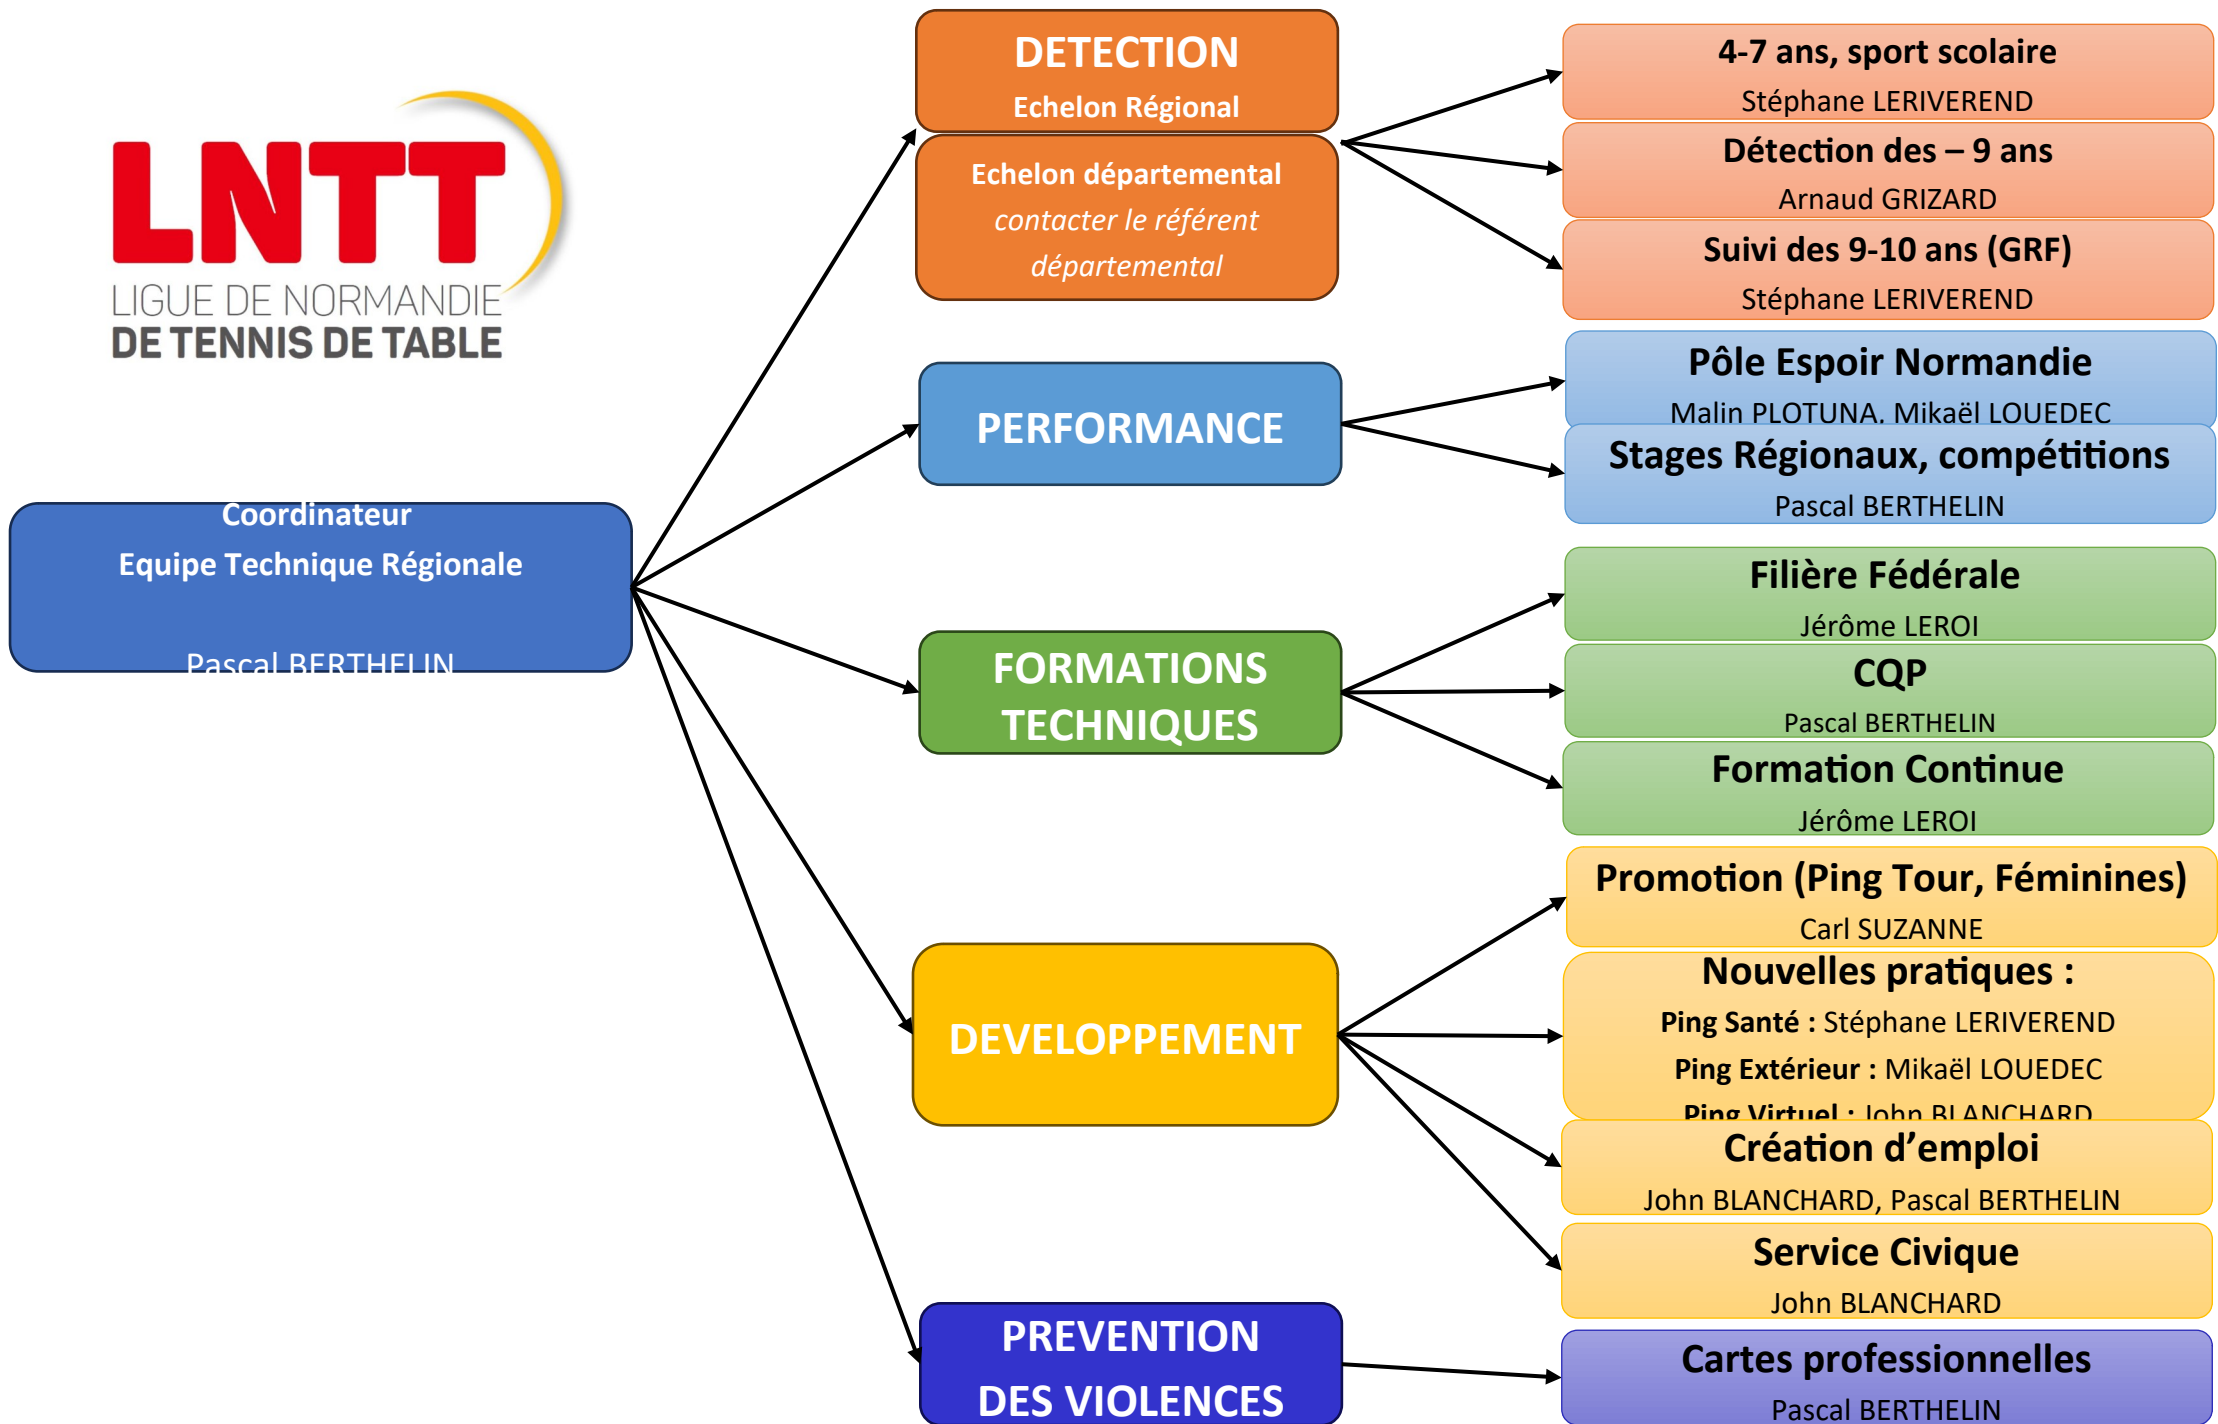 LNTT
LIGUE DE NORMANDIE
DE TENNIS DE TABLE
Coordinateur
Equipe Technique Régionale
Pascal BERTHELIN
DETECTION
Echelon Régional
Echelon départemental
contacter le référent
départemental
4-7 ans, sport scolaire
Stéphane LERIVEREND
Détection des – 9 ans
Arnaud GRIZARD
Suivi des 9-10 ans (GRF)
Stéphane LERIVEREND
PERFORMANCE
Pôle Espoir Normandie
Malin PLOTUNA, Mikaël LOUEDEC
Stages Régionaux, compétitions
Pascal BERTHELIN
FORMATIONS
TECHNIQUES
Filière Fédérale
Jérôme LEROI
CQP
Pascal BERTHELIN
Formation Continue
Jérôme LEROI
DEVELOPPEMENT
Promotion (Ping Tour, Féminines)
Carl SUZANNE
Nouvelles pratiques :
Ping Santé : Stéphane LERIVEREND
Ping Extérieur : Mikaël LOUEDEC
Ping Virtuel : John BLANCHARD
Création d’emploi
John BLANCHARD, Pascal BERTHELIN
Service Civique
John BLANCHARD
PREVENTION
DES VIOLENCES
Cartes professionnelles
Pascal BERTHELIN